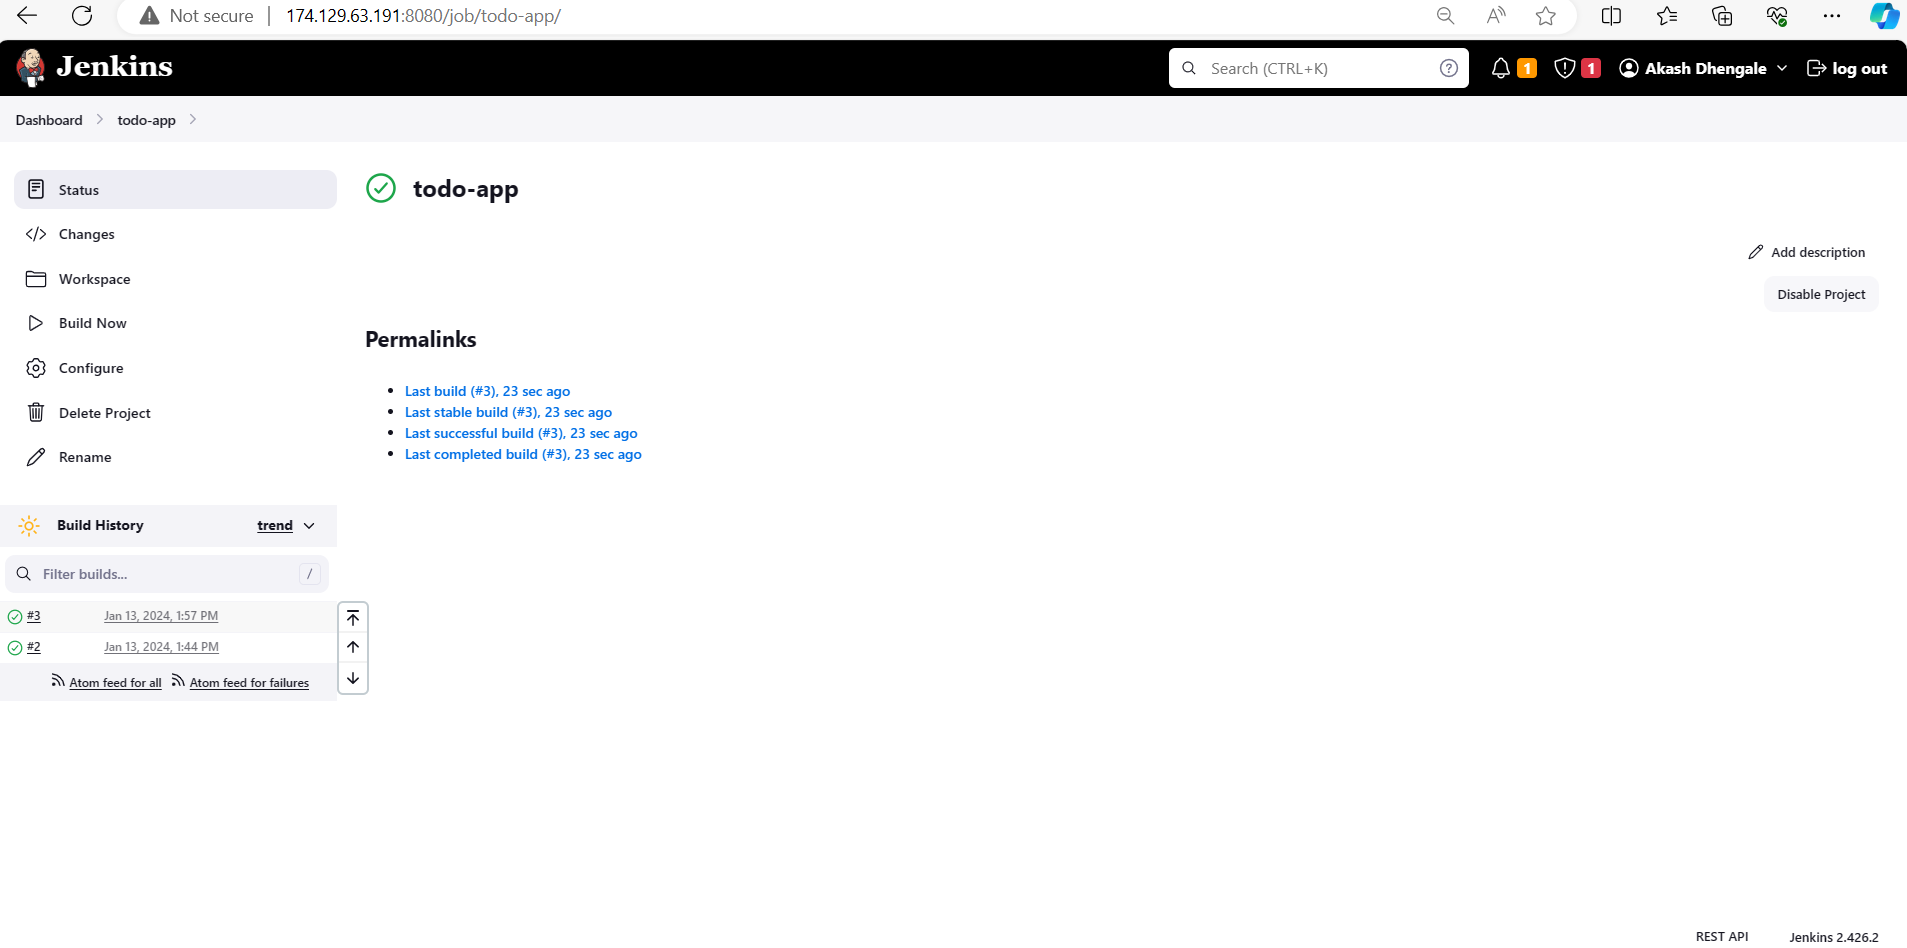 Not secure | 174.129.63.191:8080/job/todo-app/
Jenkins
Search (CTRL+K)
1
1
Akash Dhengale
log out
Dashboard > todo-app >
Status
Changes
Workspace
Build Now
Configure
Delete Project
Rename
todo-app
Add description
Disable Project
Permalinks
Last build (#3), 23 sec ago
Last stable build (#3), 23 sec ago
Last successful build (#3), 23 sec ago
Last completed build (#3), 23 sec ago
Build History trend
Filter builds... /
#3 Jan 13, 2024, 1:57 PM
#2 Jan 13, 2024, 1:44 PM
Atom feed for all Atom feed for failures
REST API Jenkins 2.426.2